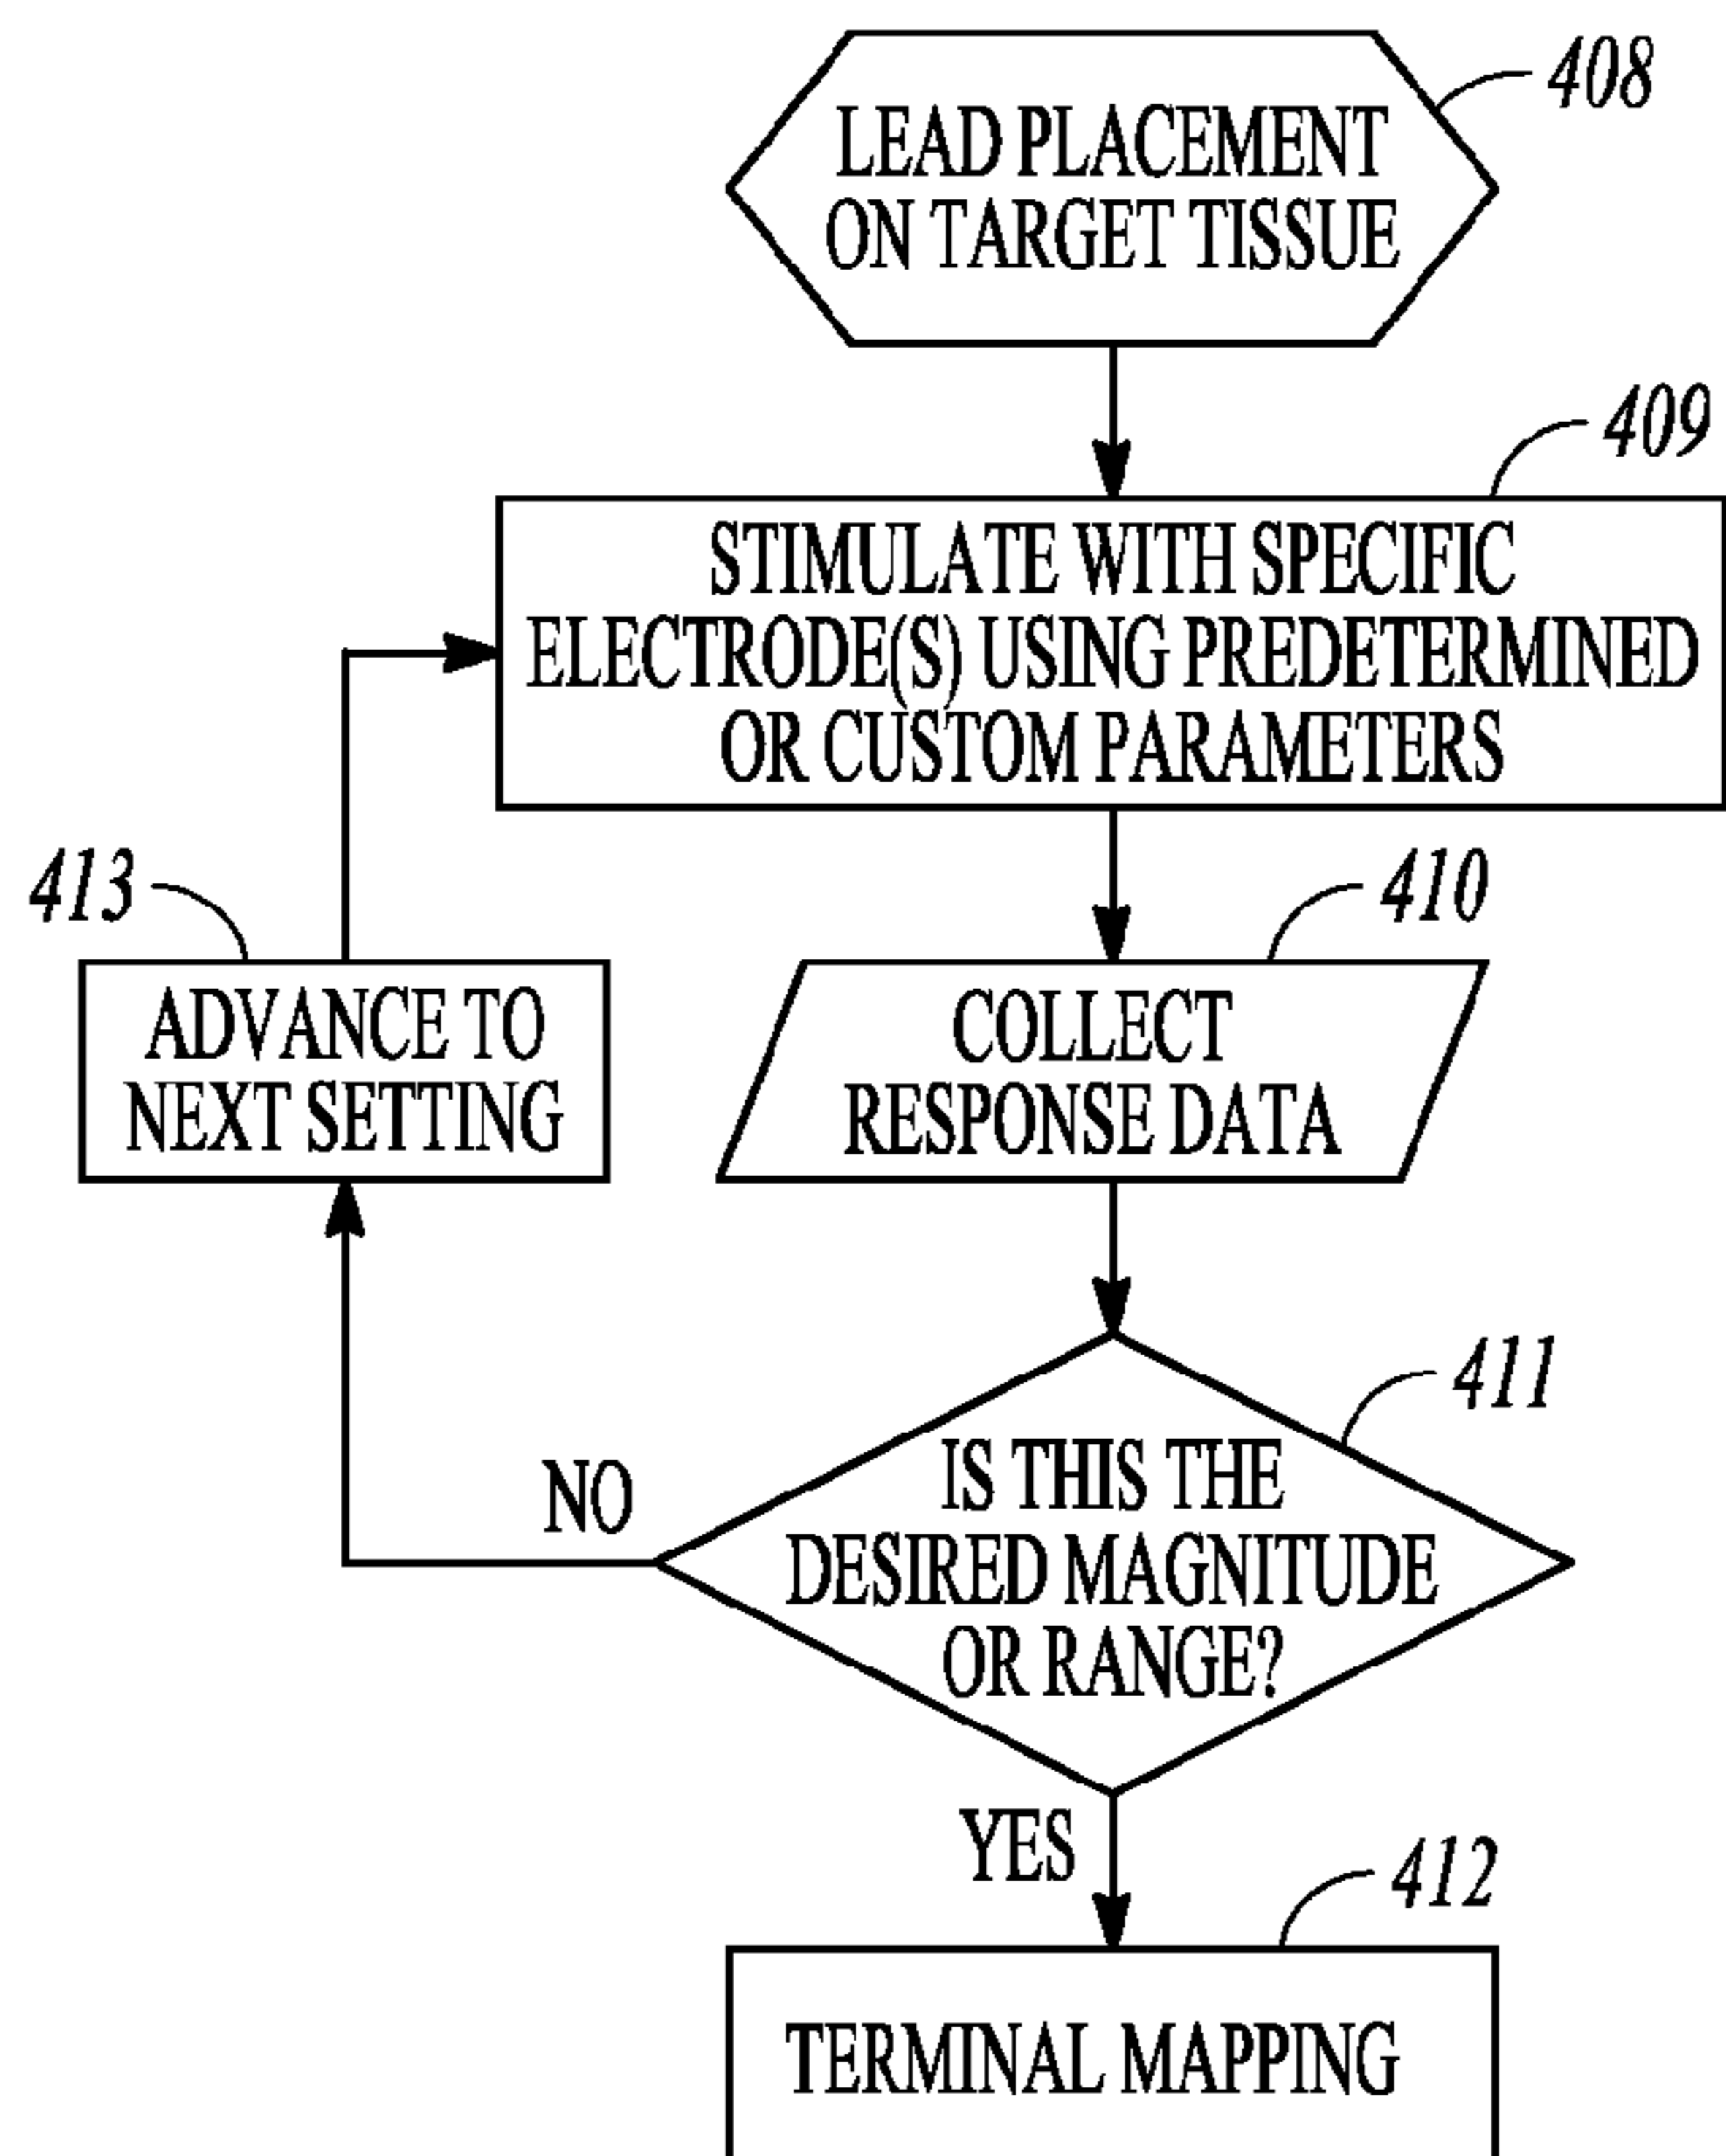 408
LEAD PLACEMENT
ON TARGET TISSUE
409
STIMULATE WITH SPECIFIC
ELECTRODE(S) USING PREDETERMINED
OR CUSTOM PARAMETERS
413
ADVANCE TO
NEXT SETTING
410
COLLECT
RESPONSE DATA
411
IS THIS THE
DESIRED MAGNITUDE
OR RANGE?
NO
YES
412
TERMINAL MAPPING